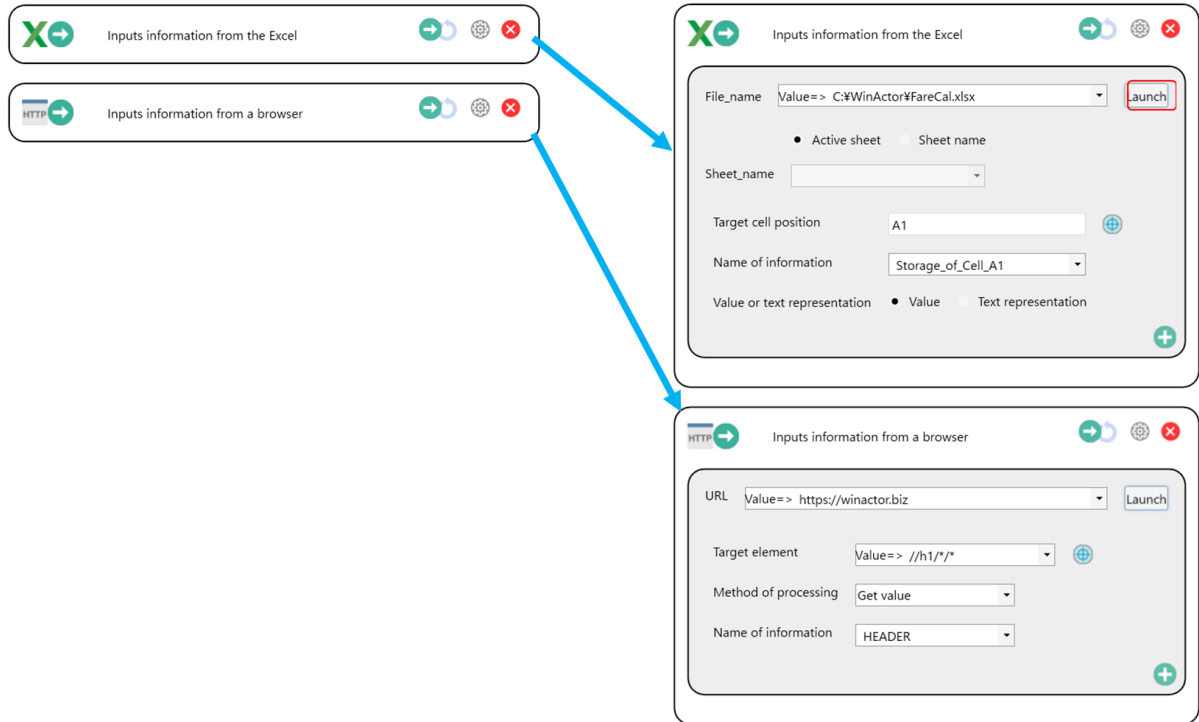 Inputs information from the Excel
HTTP
Inputs information from a browser
Inputs information from the Excel
File_name Value=> C:¥WinActor¥FareCal.xlsx Launch
Active sheet Sheet name
Sheet_name
Target cell position A1
Name of information Storage_of_Cell_A1
Value or text representation Value Text representation
HTTP
Inputs information from a browser
URL Value=> https://winactor.biz Launch
Target element Value=> //h1/*/*
Method of processing Get value
Name of information HEADER